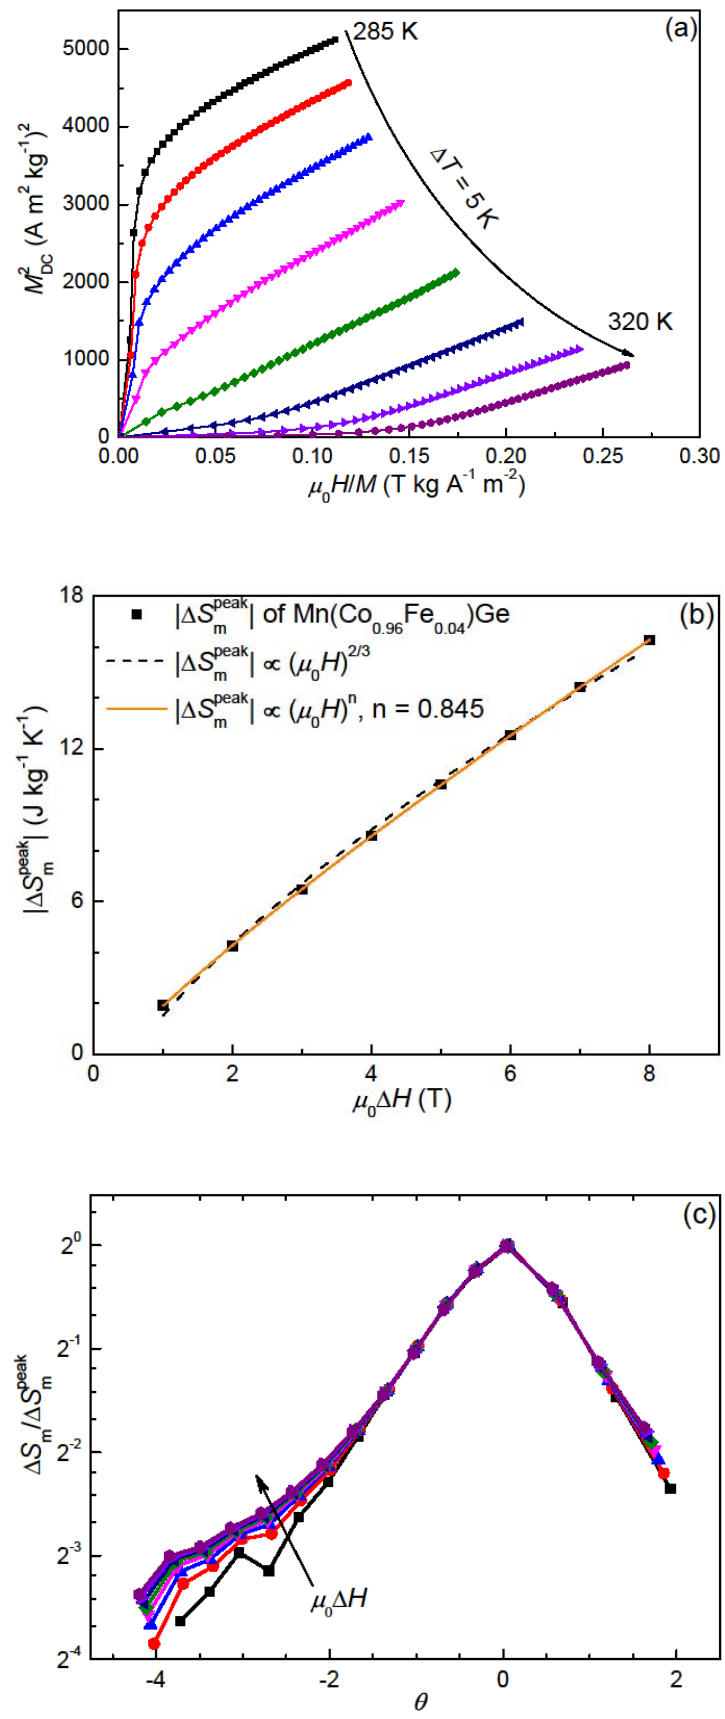 (a)
285 K
5000
4000
3000
2000
1000
0
M²DC (A m² kg⁻¹)²
ΔT = 5 K
320 K
0.00 0.05 0.10 0.15 0.20 0.25 0.30
μ₀H/M (T kg A⁻¹ m⁻²)
18
12
6
0
|ΔSₘᵖᵉᵃᵏ| (J kg⁻¹ K⁻¹)
|ΔSₘᵖᵉᵃᵏ| of Mn(Co₀.₉₆Fe₀.₀₄)Ge
(b)
|ΔSₘᵖᵉᵃᵏ| ∝ (μ₀H)²ᐟ³
|ΔSₘᵖᵉᵃᵏ| ∝ (μ₀H)ⁿ, n = 0.845
0 2 4 6 8
μ₀ΔH (T)
(c)
2⁰
2⁻¹
2⁻²
2⁻³
2⁻⁴
ΔSₘ/ΔSₘᵖᵉᵃᵏ
μ₀ΔH
-4 -2 0 2
θ